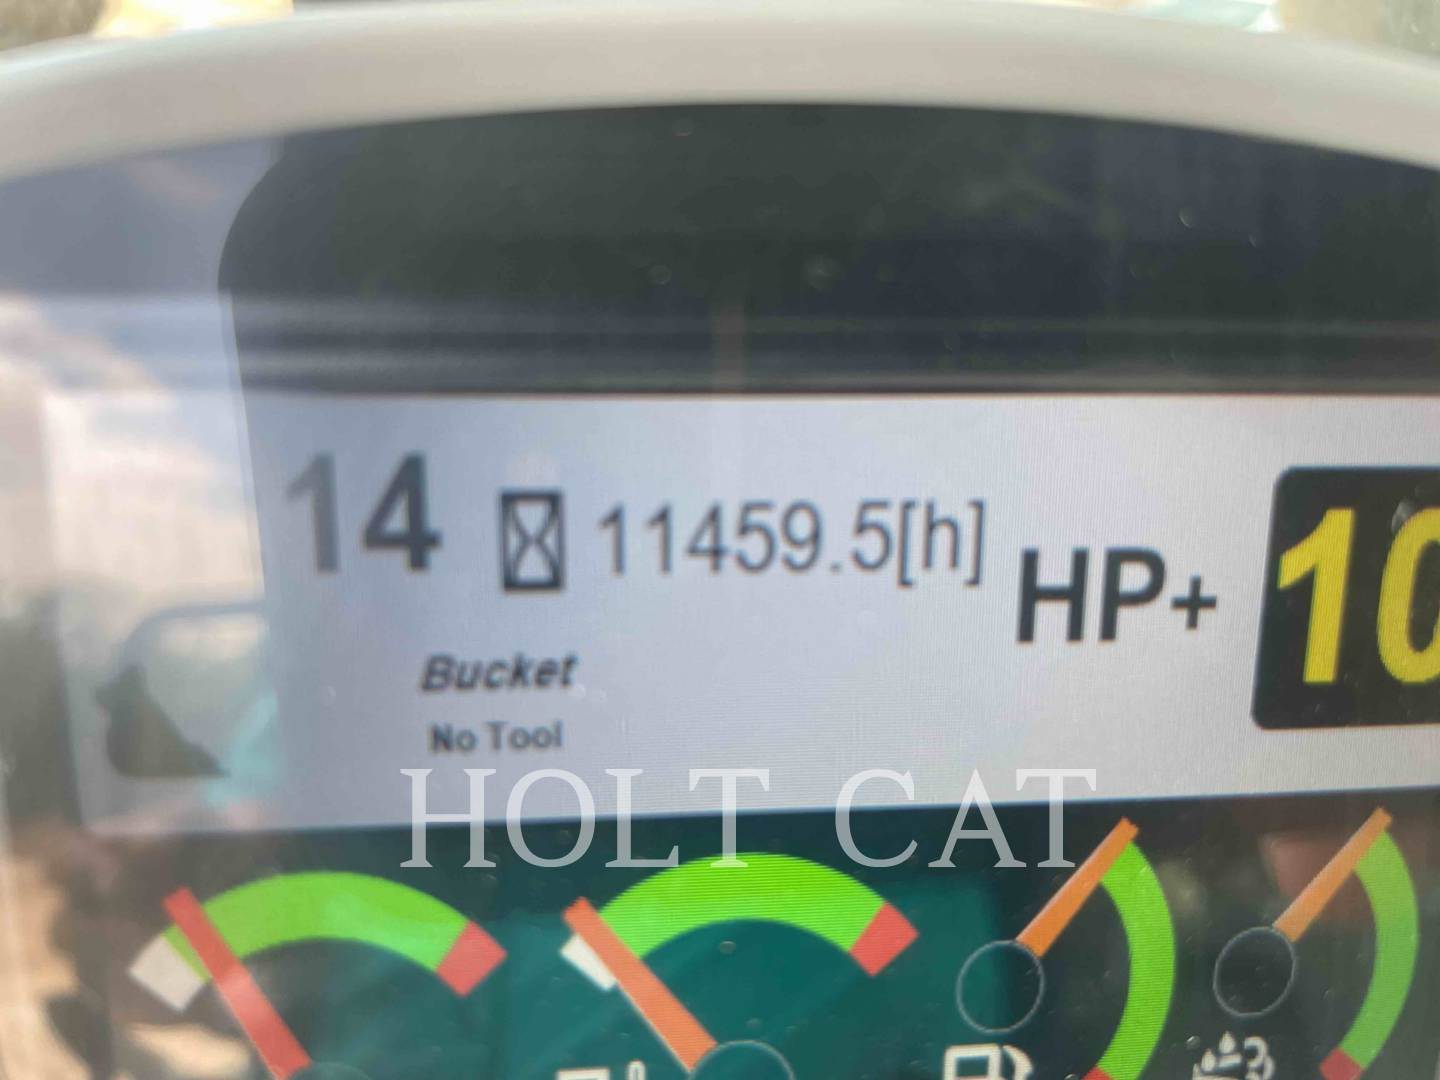 14 11459.5[h] HP+ 10
Bucket
No Tool
HOLT CAT